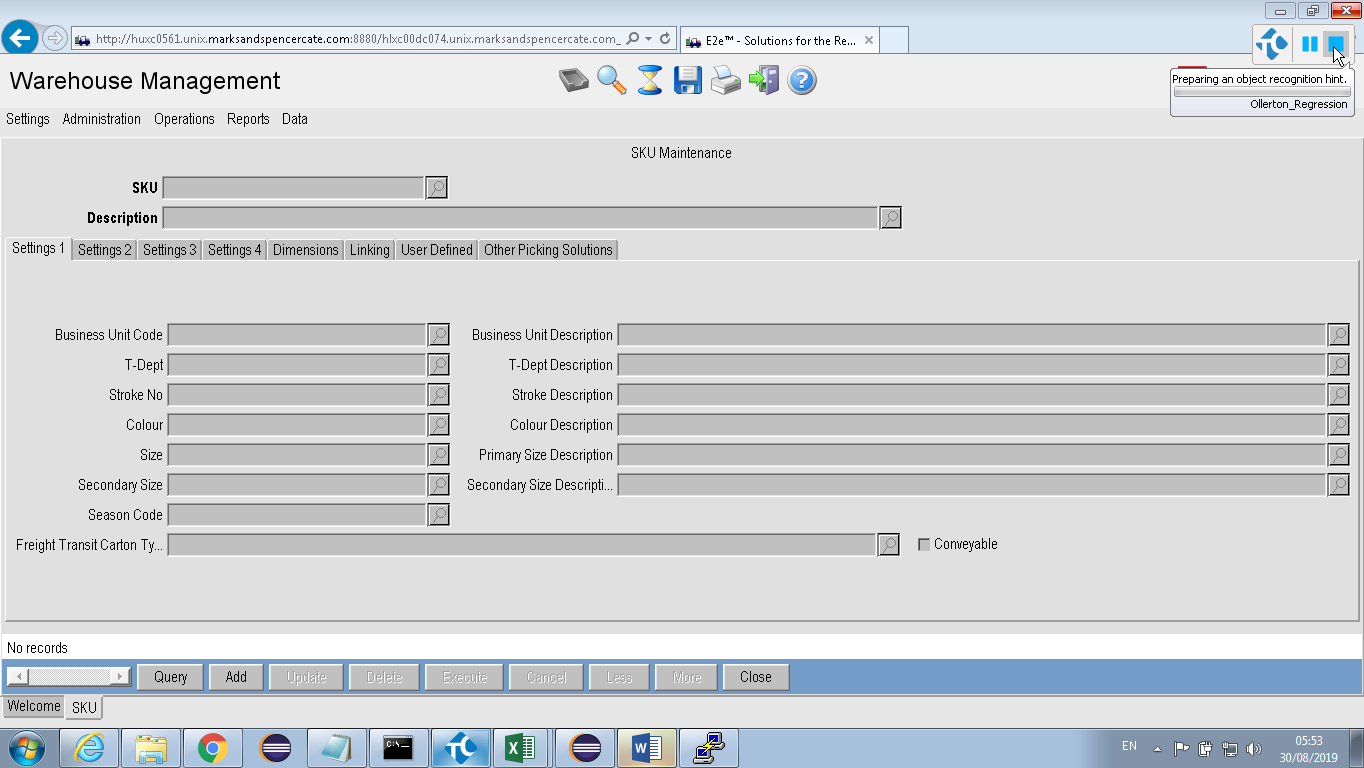 http://huxc0561.unix.marksandspencercate.com:8880/hlxc00dc074.unix.marksandspencercate.com_
E2e™ - Solutions for the Re...
Preparing an object recognition hint.
Ollerton_Regression
Warehouse Management
Settings Administration Operations Reports Data
SKU Maintenance
SKU
Description
Settings 1 Settings 2 Settings 3 Settings 4 Dimensions Linking User Defined Other Picking Solutions
Business Unit Code Business Unit Description
T-Dept T-Dept Description
Stroke No Stroke Description
Colour Colour Description
Size Primary Size Description
Secondary Size Secondary Size Descripti...
Season Code
Freight Transit Carton Ty... Conveyable
No records
Query Add Update Delete Execute Cancel Less More Close
Welcome SKU
C:\_
EN
05:53
30/08/2019